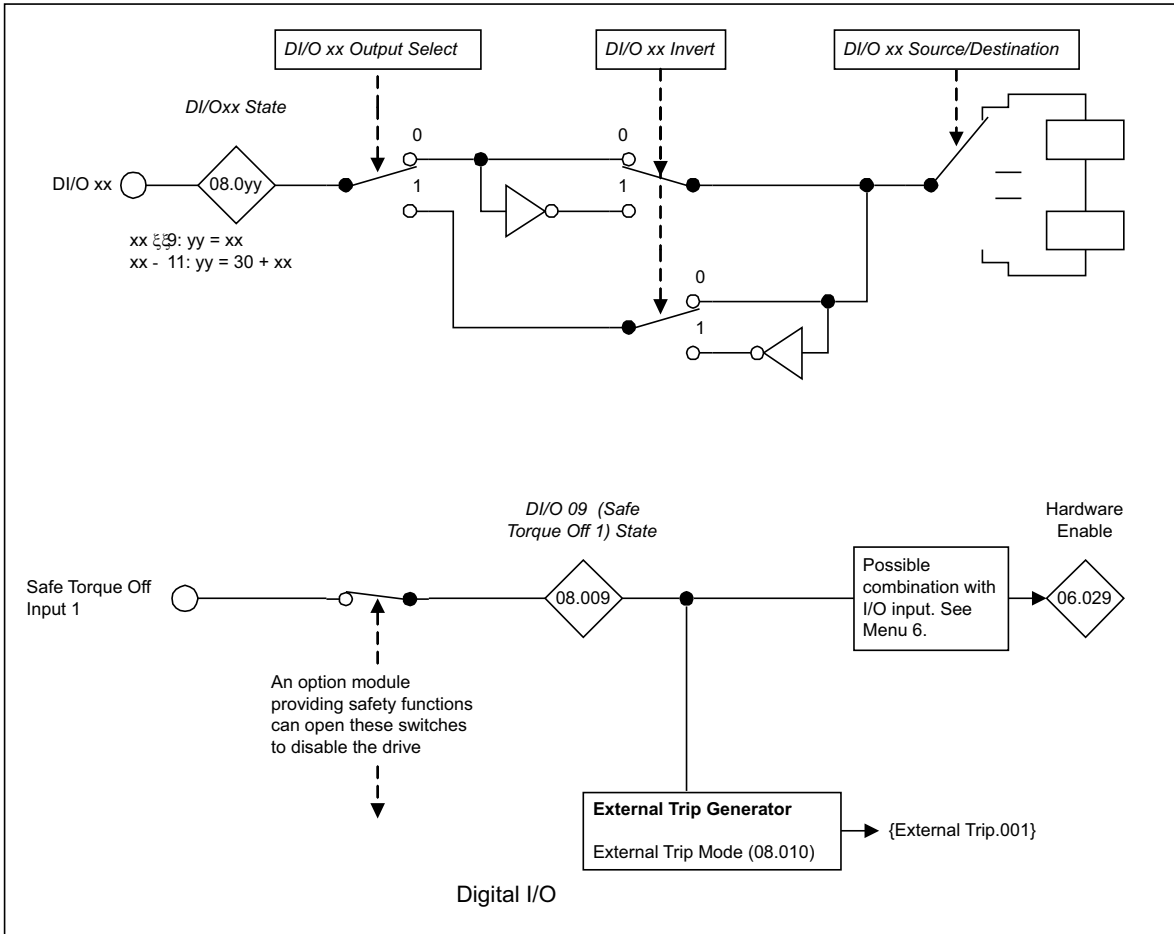 DI/O xx Output Select
DI/O xx Invert
DI/O xx Source/Destination
DI/Oxx State
0
0
DI/O xx
08.0yy
1
1
xx ξξ9: yy = xx
xx - 11: yy = 30 + xx
0
1
DI/O 09 (Safe
Torque Off 1) State
Hardware
Enable
Safe Torque Off
Input 1
08.009
Possible
combination with
I/O input. See
Menu 6.
06.029
An option module
providing safety functions
can open these switches
to disable the drive
External Trip Generator
External Trip Mode (08.010)
{External Trip.001}
Digital I/O